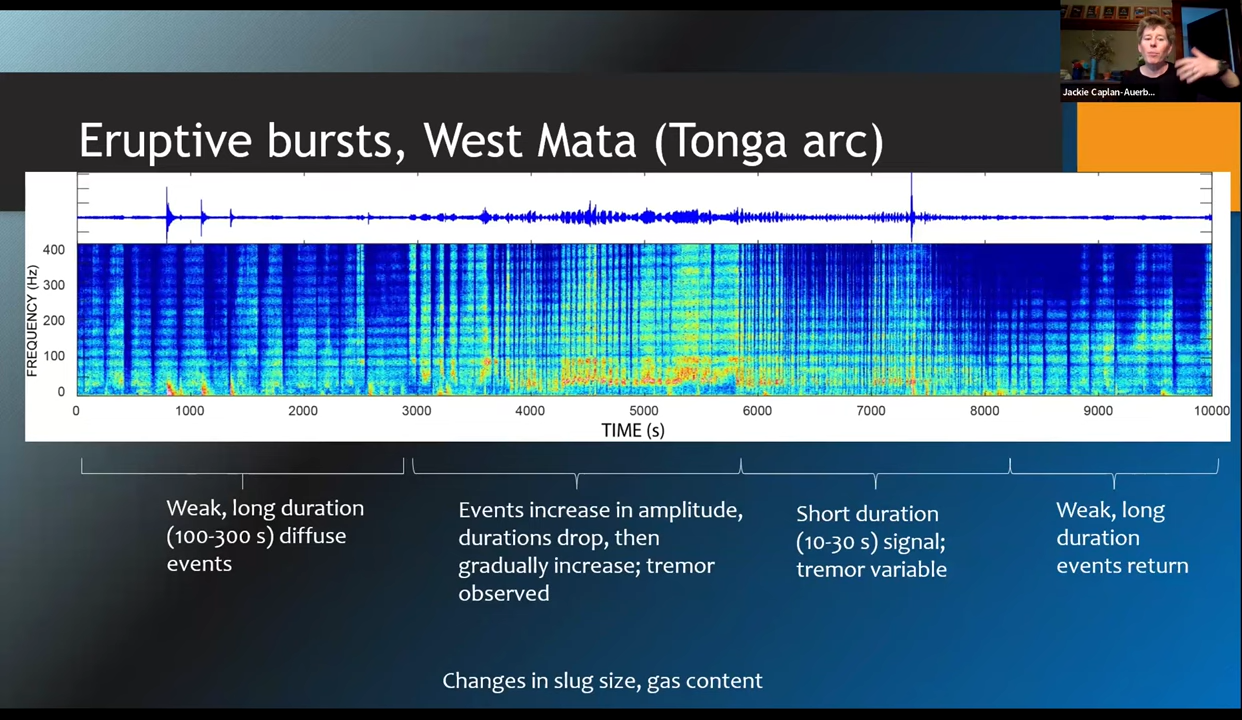 Jackie Caplan-Auerb...
Eruptive bursts, West Mata (Tonga arc)
FREQUENCY (Hz)
400
300
200
100
0
0 1000 2000 3000 4000 5000 6000 7000 8000 9000 10000
TIME (s)
Weak, long duration
(100-300 s) diffuse
events
Events increase in amplitude,
durations drop, then
gradually increase; tremor
observed
Short duration
(10-30 s) signal;
tremor variable
Weak, long
duration
events return
Changes in slug size, gas content